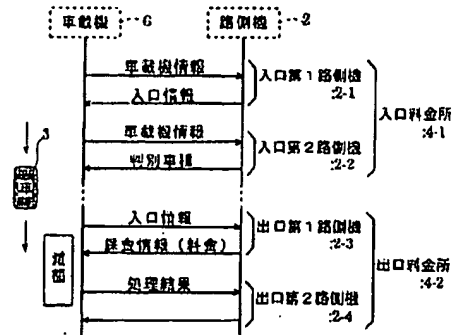 車載機 6
路側機 2
車載機情報
入口情報
入口第1路側機
:2-1
車載機情報
判別車種
入口第2路側機
:2-2
入口料金所
:4-1
3
入口情報
課金情報(料金)
出口第1路側機
:2-3
処理結果
出口第2路側機
:2-4
出口料金所
:4-2